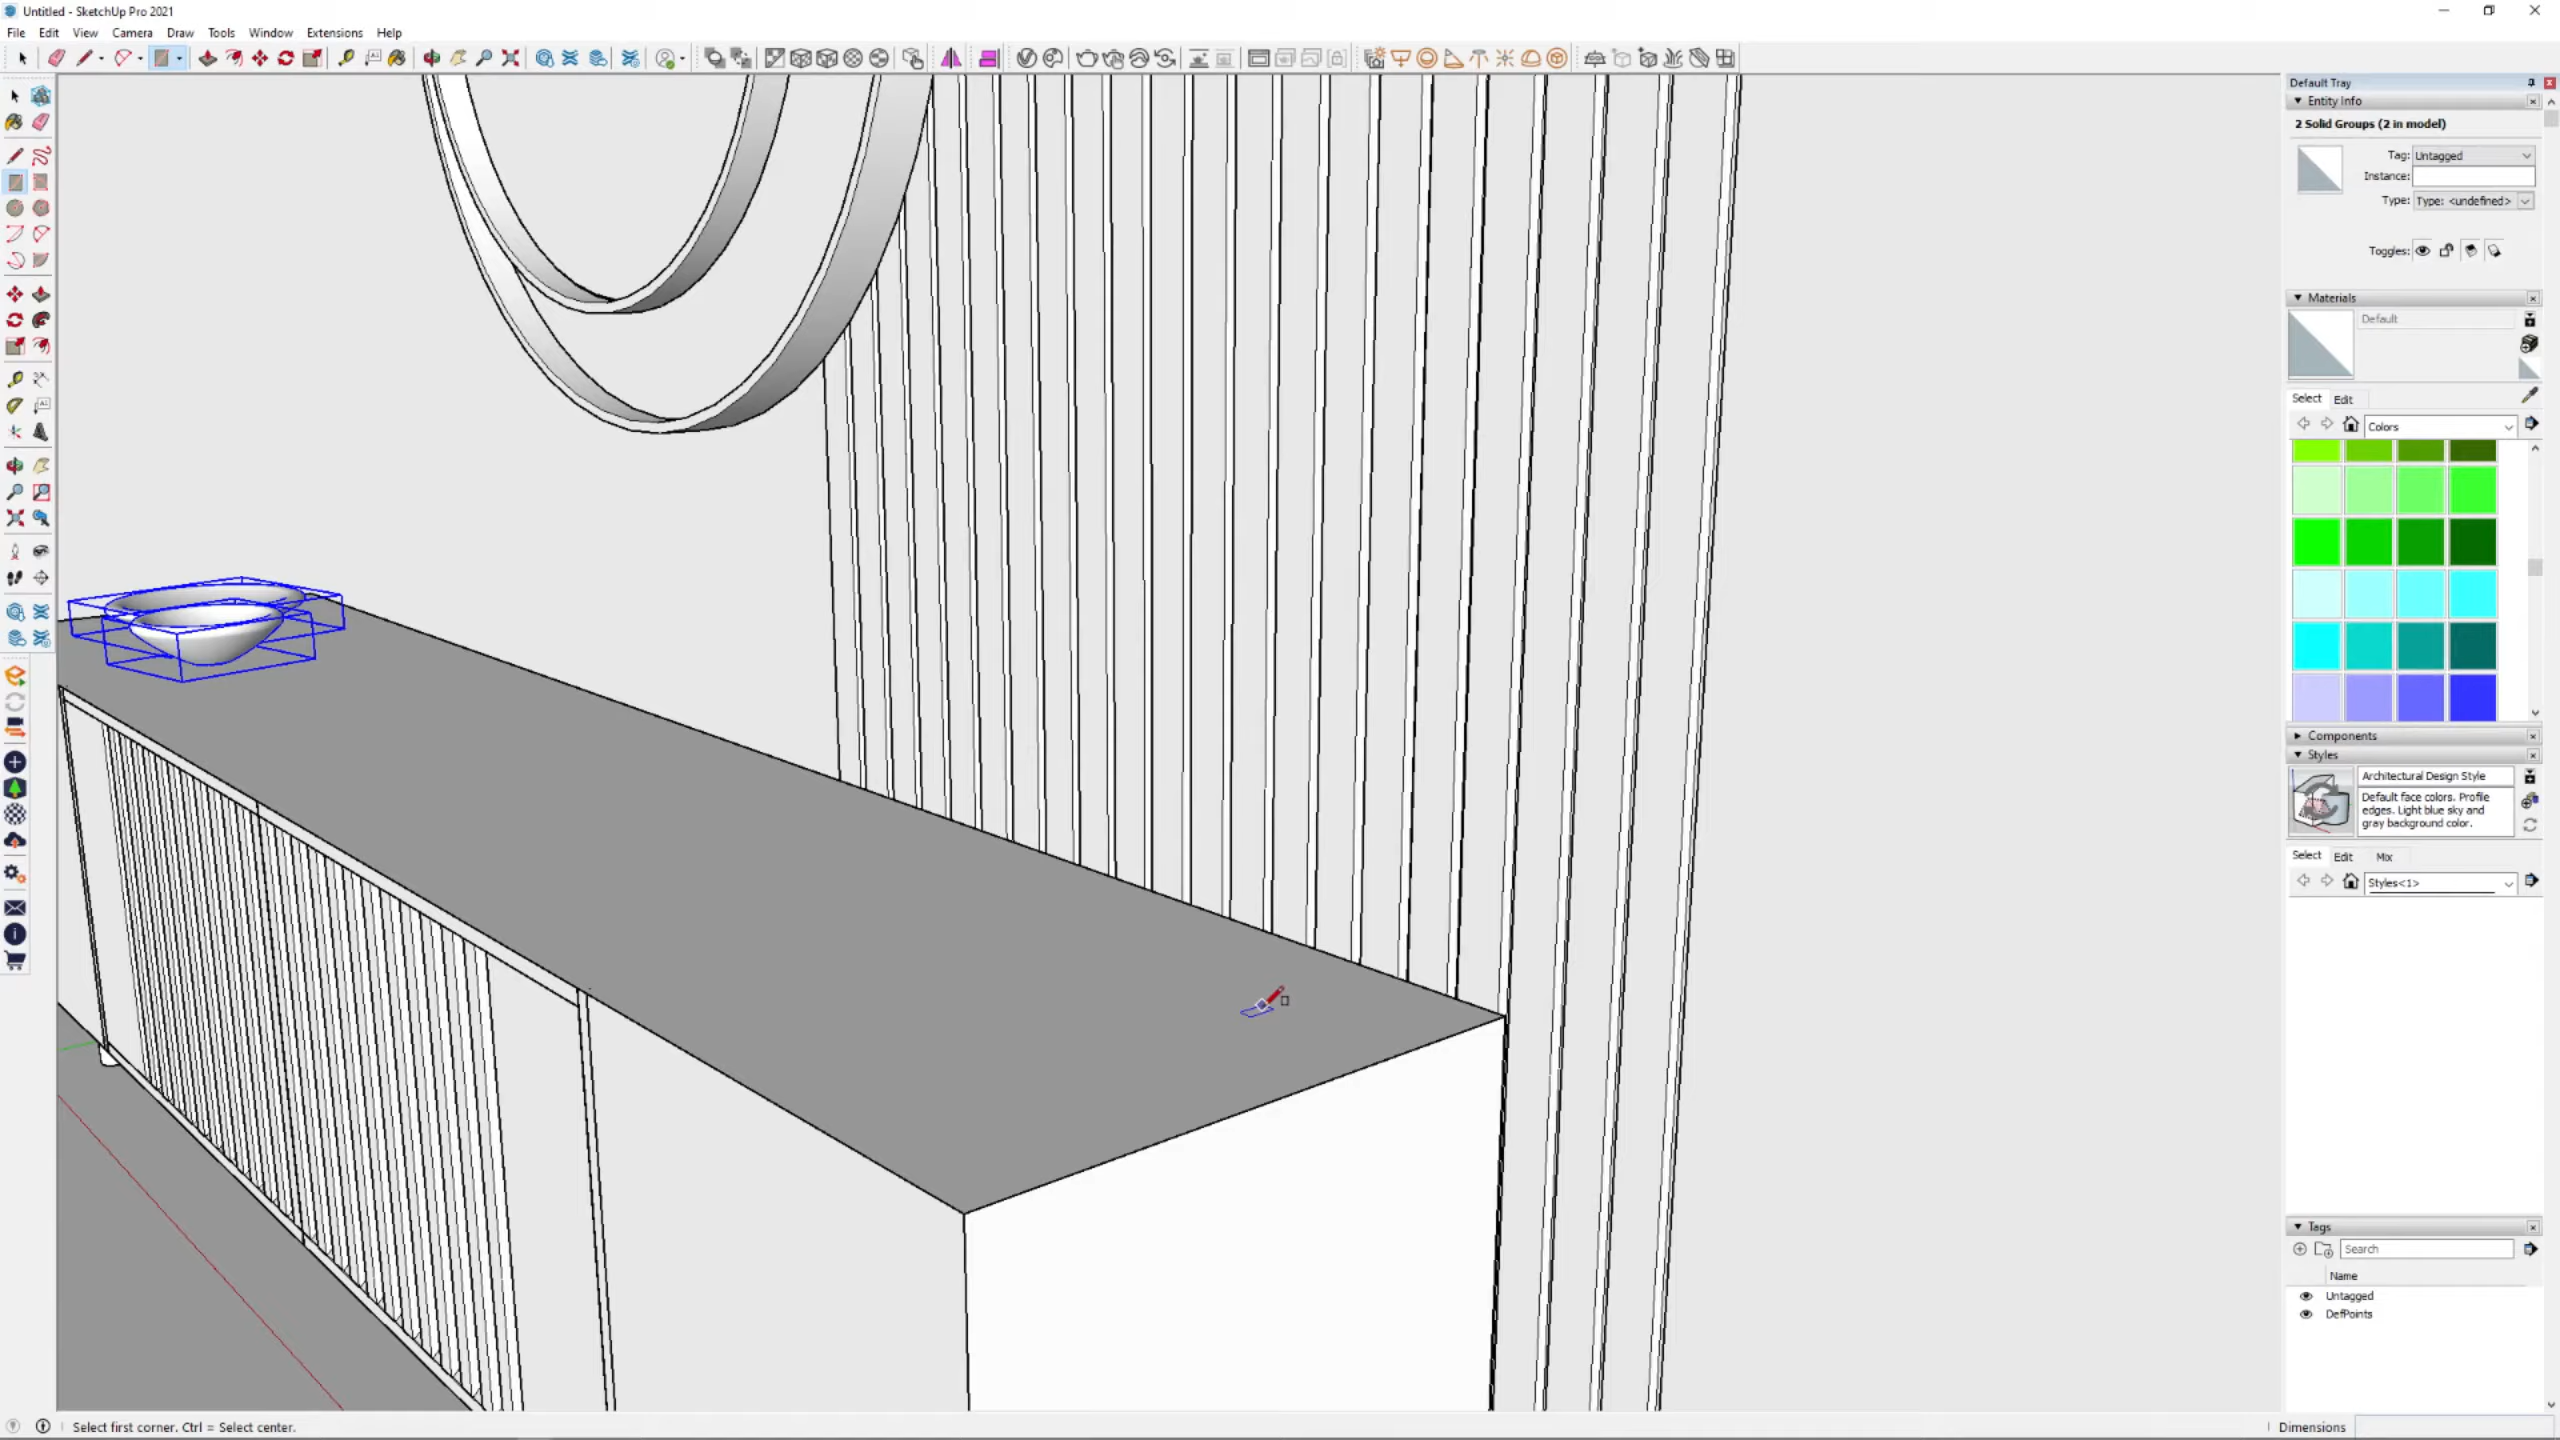 Untitled - SketchUp Pro 2021
File Edit View Camera Draw Tools Window Extensions Help
Default Tray
Entity Info
2 Solid Groups (2 in model)
Tag: Untagged
Instance:
Type: Type: <undefined>
Toggles:
Materials
Default
Select Edit
Colors
Components
Styles
Architectural Design Style
Default face colors. Profile
edges. Light blue sky and
gray background color.
Select Edit Mix
Styles<1>
Tags
Search
Name
Untagged
DefPoints
Select first corner. Ctrl = Select center.
Dimensions